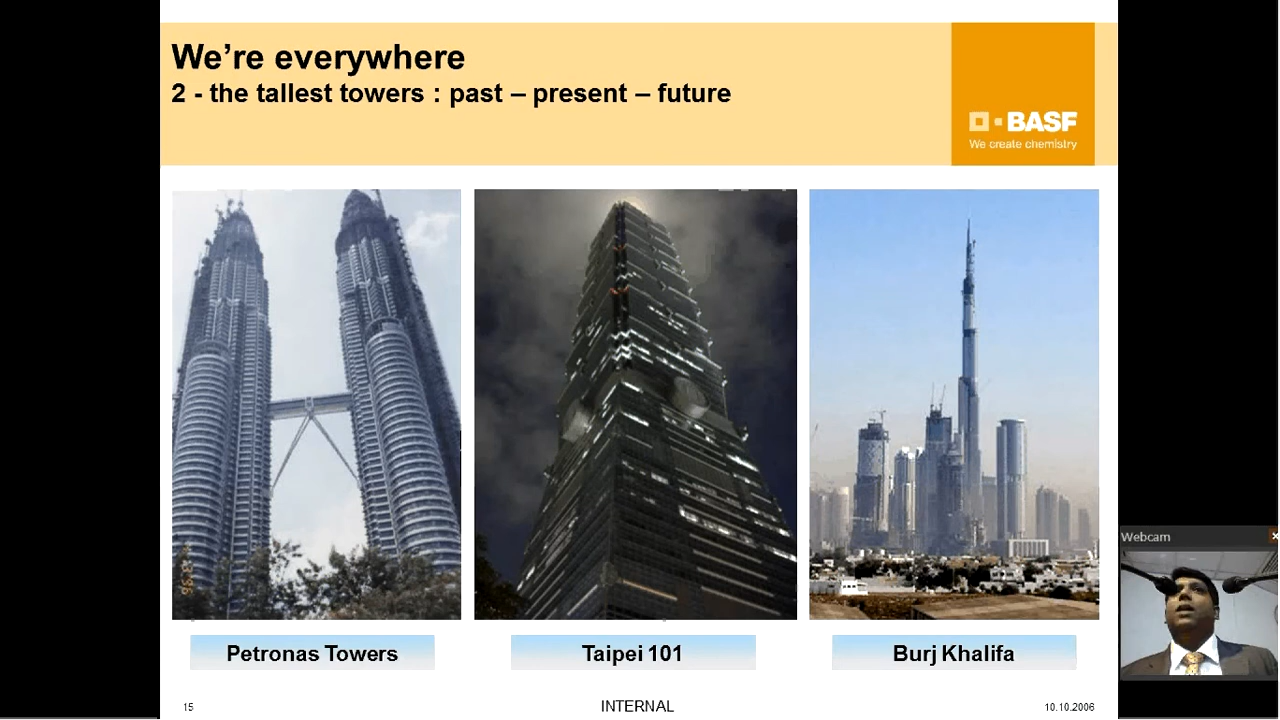 We're everywhere
2 - the tallest towers : past – present – future
BASF
We create chemistry
Webcam
Petronas Towers
Taipei 101
Burj Khalifa
15
INTERNAL
10.10.2006